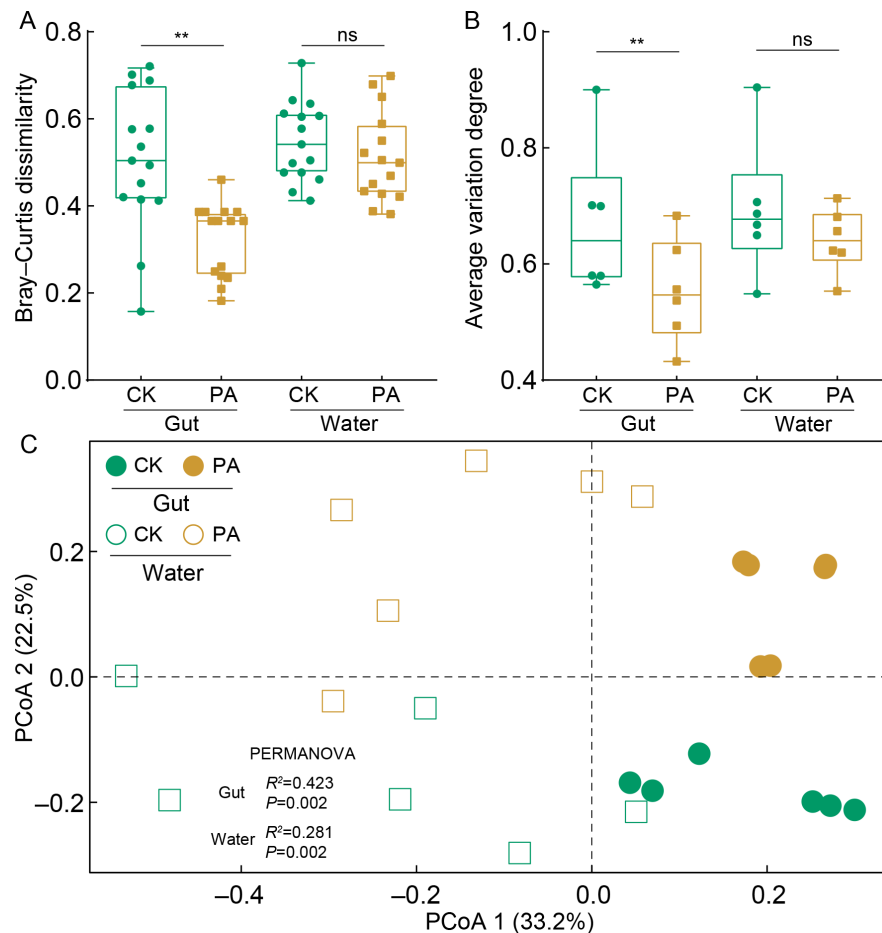 A
0.8
0.6
0.4
0.2
0.0
Bray–Curtis dissimilarity
**
ns
CK PA CK PA
Gut Water
B
1.0
0.8
0.6
0.4
Average variation degree
**
ns
CK PA CK PA
Gut Water
C
CK PA
Gut
CK PA
Water
0.2
0.0
–0.2
PCoA 2 (22.5%)
PERMANOVA
Gut R²=0.423
P=0.002
Water R²=0.281
P=0.002
–0.4 –0.2 0.0 0.2
PCoA 1 (33.2%)